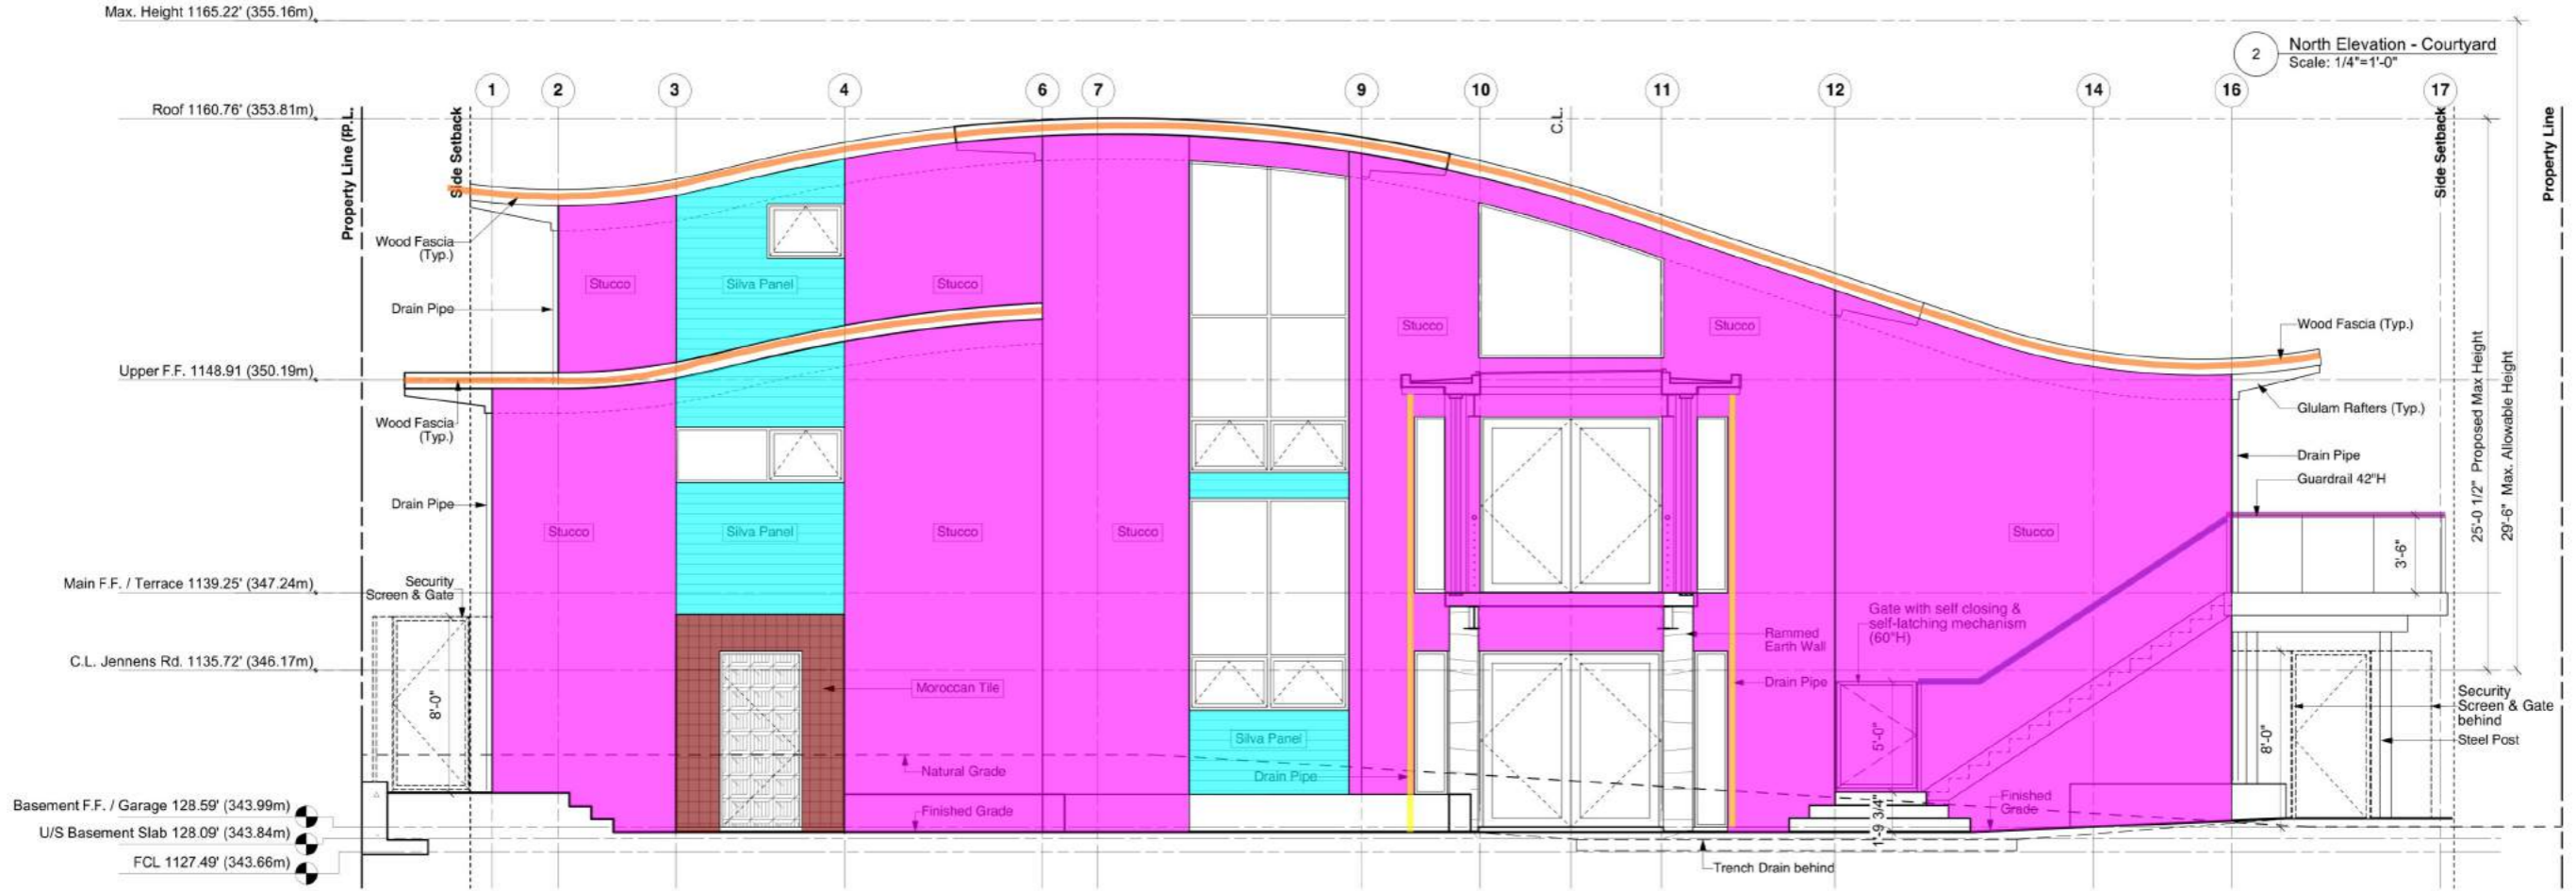 Max. Height 1165.22' (355.16m)
2
North Elevation - Courtyard
Scale: 1/4"=1'-0"
1
2
3
4
6
7
9
10
11
12
14
16
17
Roof 1160.76' (353.81m)
Property Line (P.L.
Side Setback
C.L.
Side Setback
Property Line
Wood Fascia
(Typ.)
Stucco
Silva Panel
Stucco
Drain Pipe
Stucco
Stucco
Wood Fascia (Typ.)
Upper F.F. 1148.91 (350.19m)
Glulam Rafters (Typ.)
Wood Fascia
(Typ.)
Drain Pipe
Guardrail 42"H
25'-0 1/2" Proposed Max Height
29'-6" Max. Allowable Height
Drain Pipe
Stucco
Silva Panel
Stucco
Stucco
Stucco
3'-6"
Main F.F. / Terrace 1139.25' (347.24m)
Security
Screen & Gate
Gate with self closing &
self-latching mechanism
(60"H)
Rammed
Earth Wall
C.L. Jennens Rd. 1135.72' (346.17m)
Moroccan Tile
Drain Pipe
8'-0"
Security
Screen & Gate
behind
Steel Post
5'-0"
8'-0"
Silva Panel
Natural Grade
Drain Pipe
Basement F.F. / Garage 128.59' (343.99m)
Finished Grade
Finished
Grade
1'-9 3/4"
U/S Basement Slab 128.09' (343.84m)
FCL 1127.49' (343.66m)
Trench Drain behind